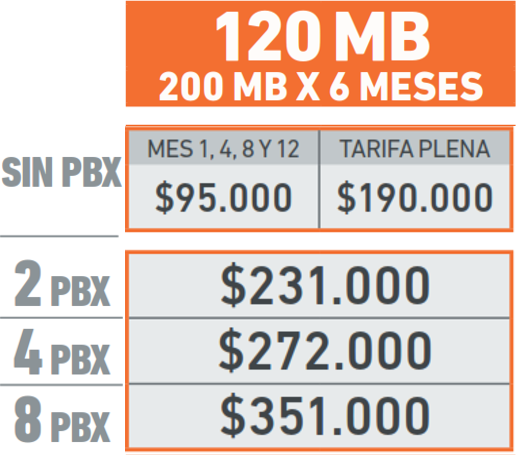 120 MB
200 MB X 6 MESES
MES 1, 4, 8 Y 12 TARIFA PLENA
SIN PBX $95.000 $190.000
2 PBX $231.000
4 PBX $272.000
8 PBX $351.000